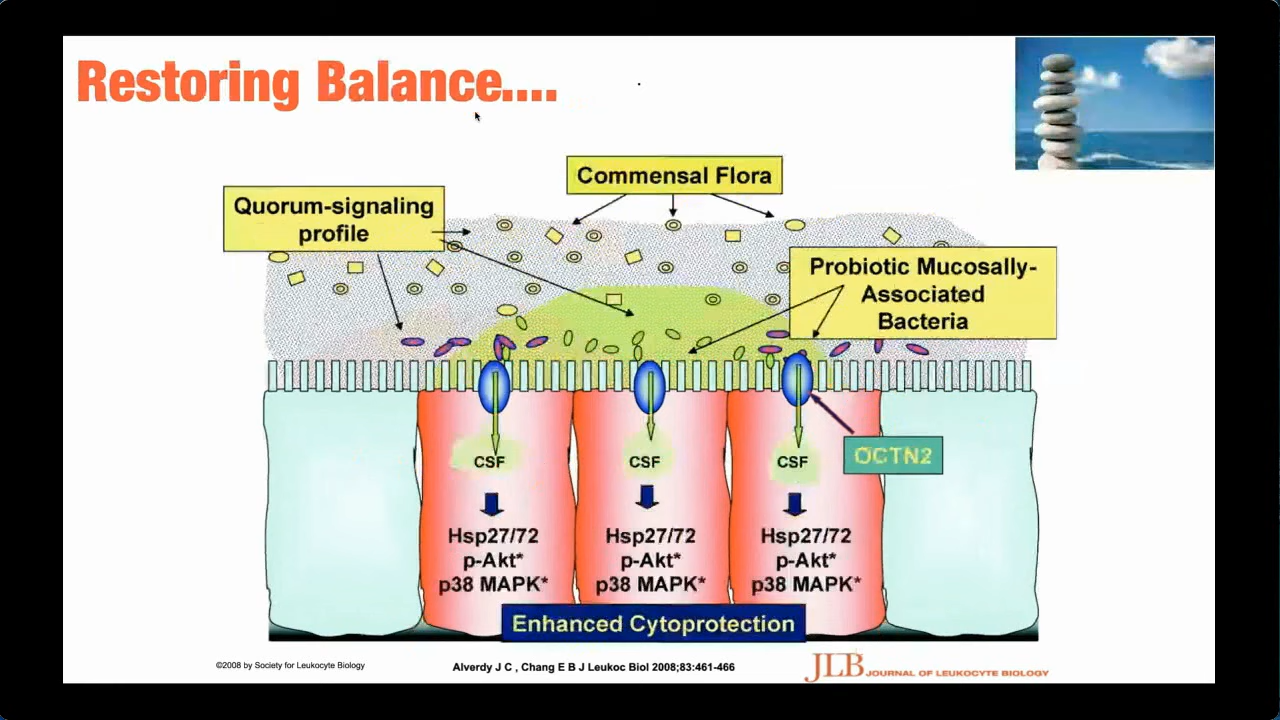 Restoring Balance....
Commensal Flora
Quorum-signaling
profile
Probiotic Mucosally-
Associated
Bacteria
OCTN2
CSF
CSF
CSF
Hsp27/72
p-Akt*
p38 MAPK*
Hsp27/72
p-Akt*
p38 MAPK*
Hsp27/72
p-Akt*
p38 MAPK*
Enhanced Cytoprotection
©2008 by Society for Leukocyte Biology
Alverdy J C , Chang E B J Leukoc Biol 2008;83:461-466
JLB JOURNAL OF LEUKOCYTE BIOLOGY